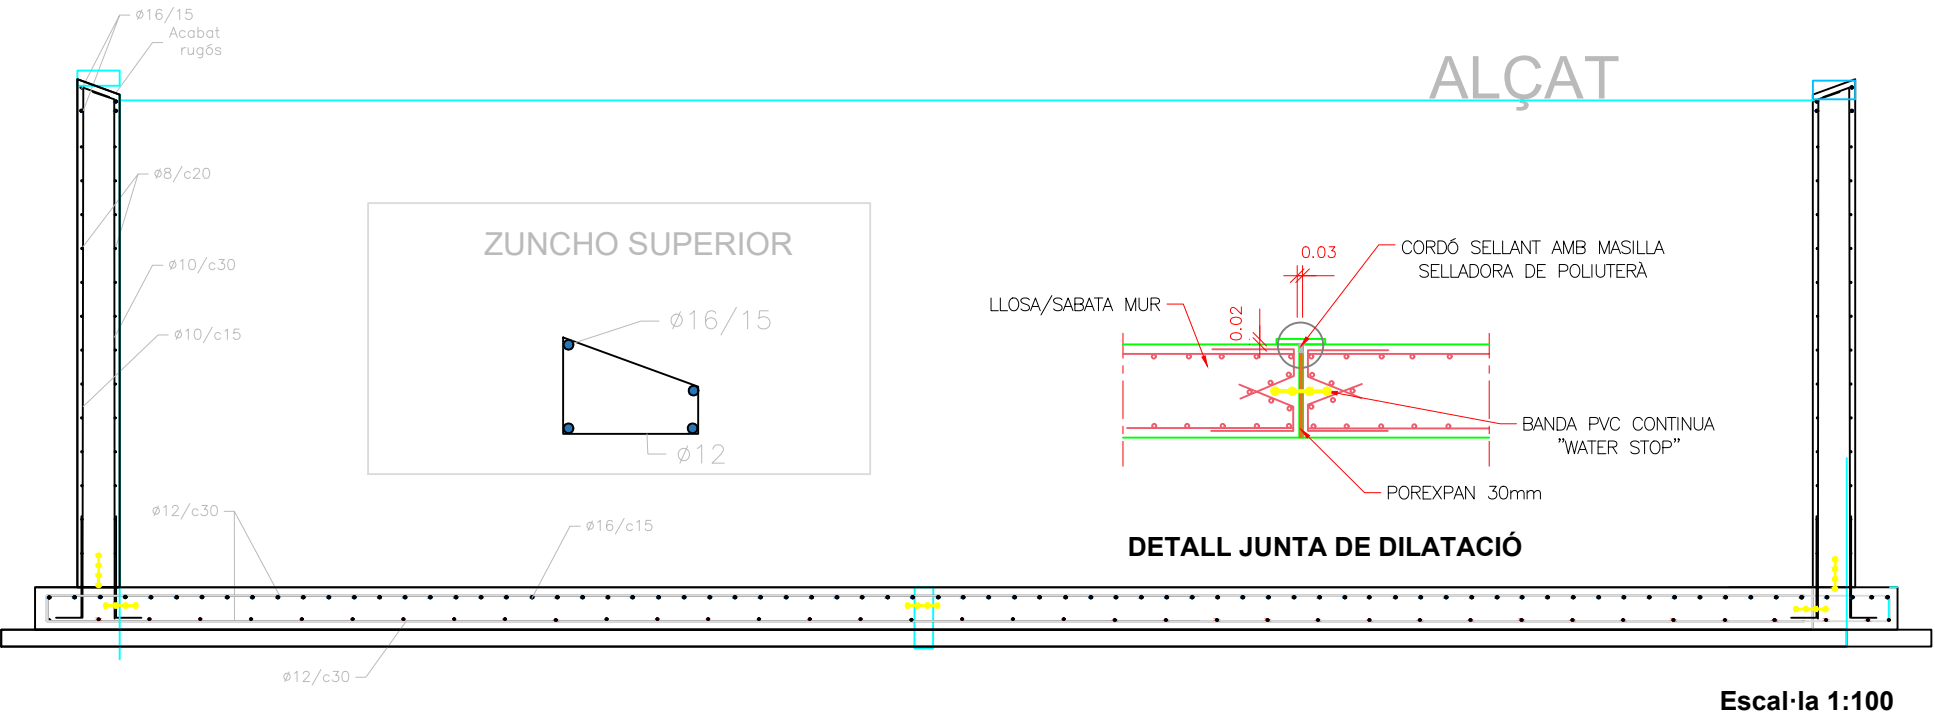 ø16/15
Acabat
rugós
ALÇAT
ø8/c20
ZUNCHO SUPERIOR
0.03
CORDÓ SELLANT AMB MASILLA
SELLADORA DE POLIUTERÀ
ø10/c30
LLOSA/SABATA MUR
0.02
ø16/15
ø10/c15
BANDA PVC CONTINUA
"WATER STOP"
ø12
POREXPAN 30mm
ø12/c30
ø16/c15
DETALL JUNTA DE DILATACIÓ
ø12/c30
Escal·la 1:100